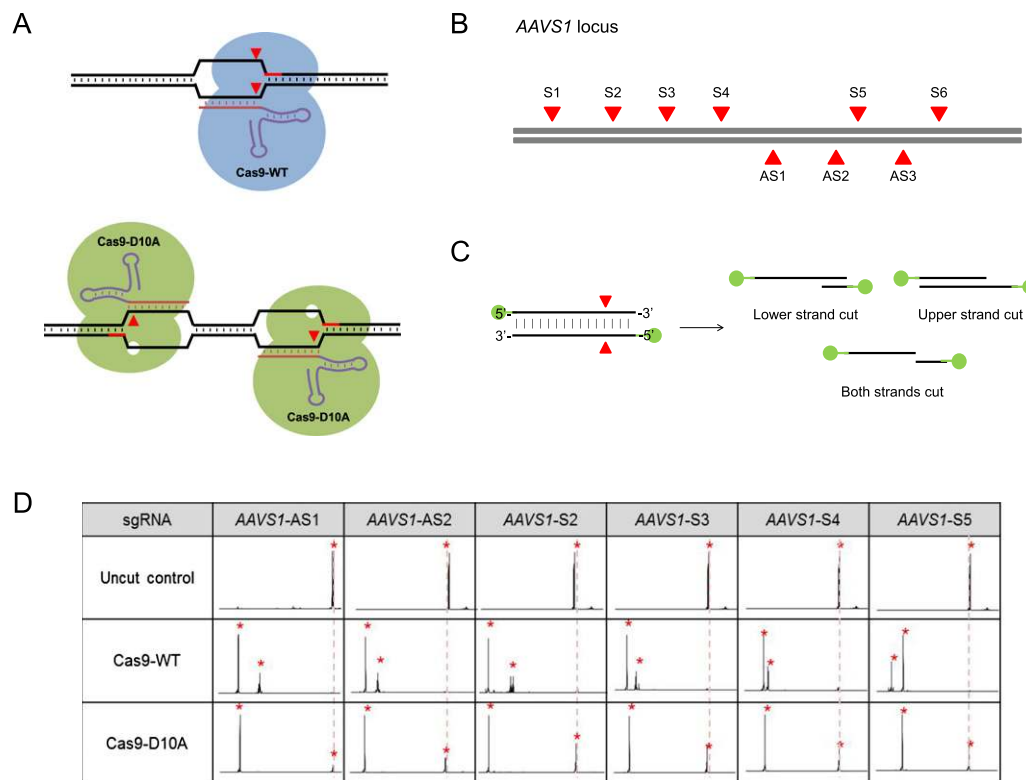 A
Cas9-WT
Cas9-D10A
Cas9-D10A
B
AAVS1 locus
S1 S2 S3 S4 S5 S6
AS1 AS2 AS3
C
5'- -3'
3'- -5'
Lower strand cut
Upper strand cut
Both strands cut
D
sgRNA AAVS1-AS1 AAVS1-AS2 AAVS1-S2 AAVS1-S3 AAVS1-S4 AAVS1-S5
Uncut control
Cas9-WT
Cas9-D10A